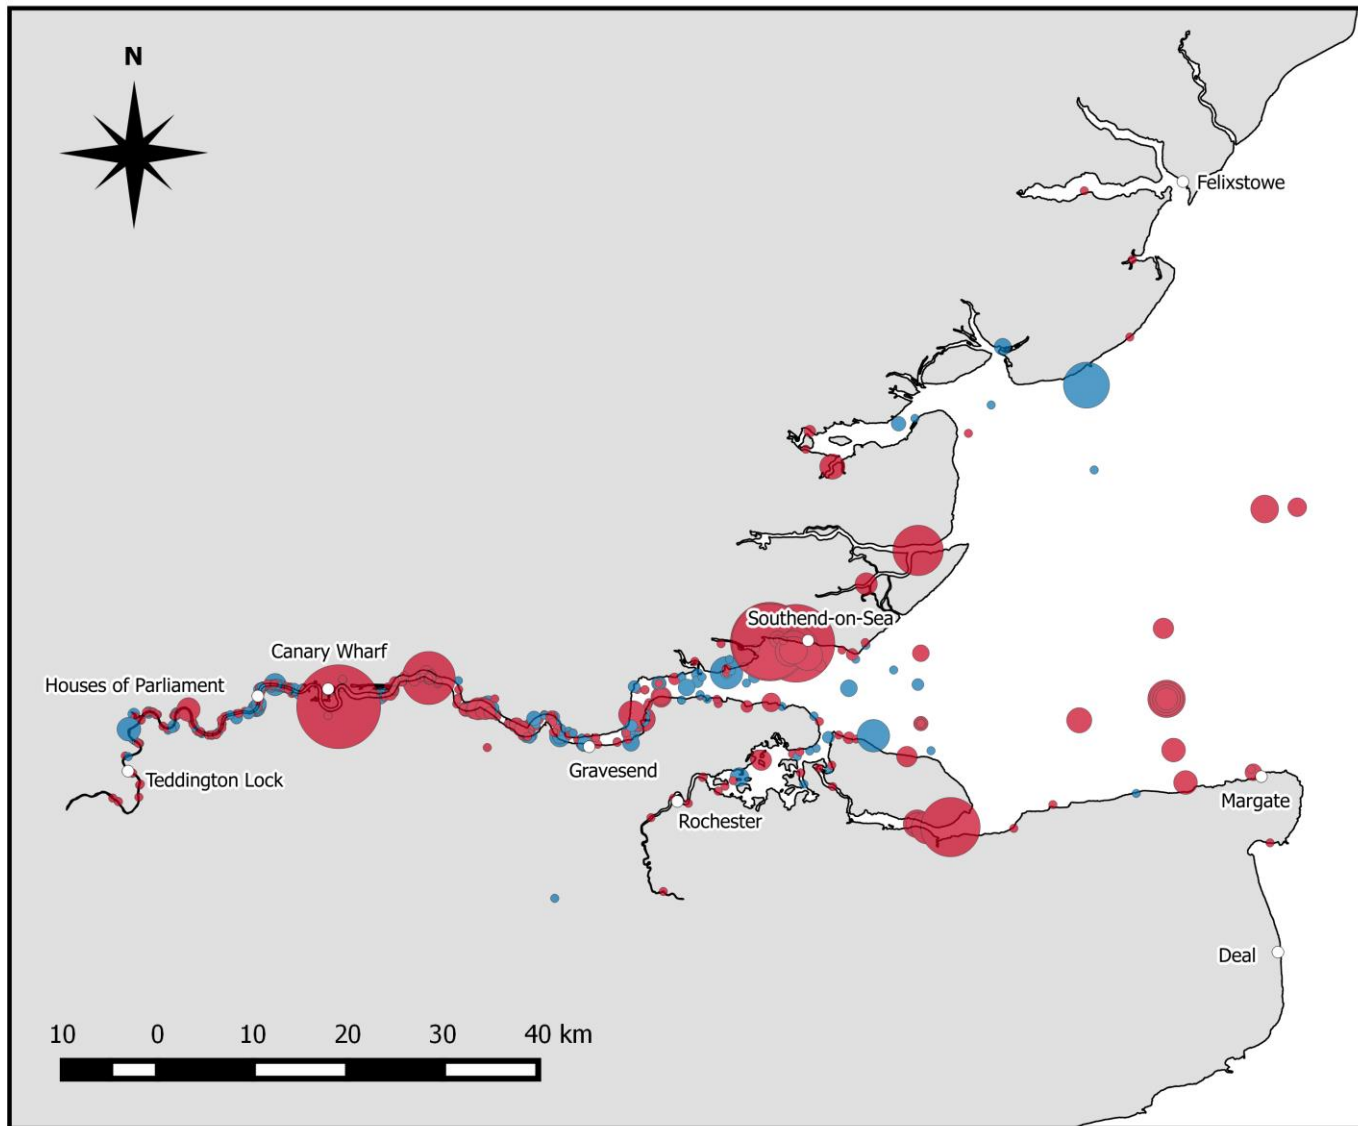 N
Felixstowe
Southend-on-Sea
Canary Wharf
Houses of Parliament
Gravesend
Teddington Lock
Margate
Rochester
Deal
10 0 10 20 30 40 km